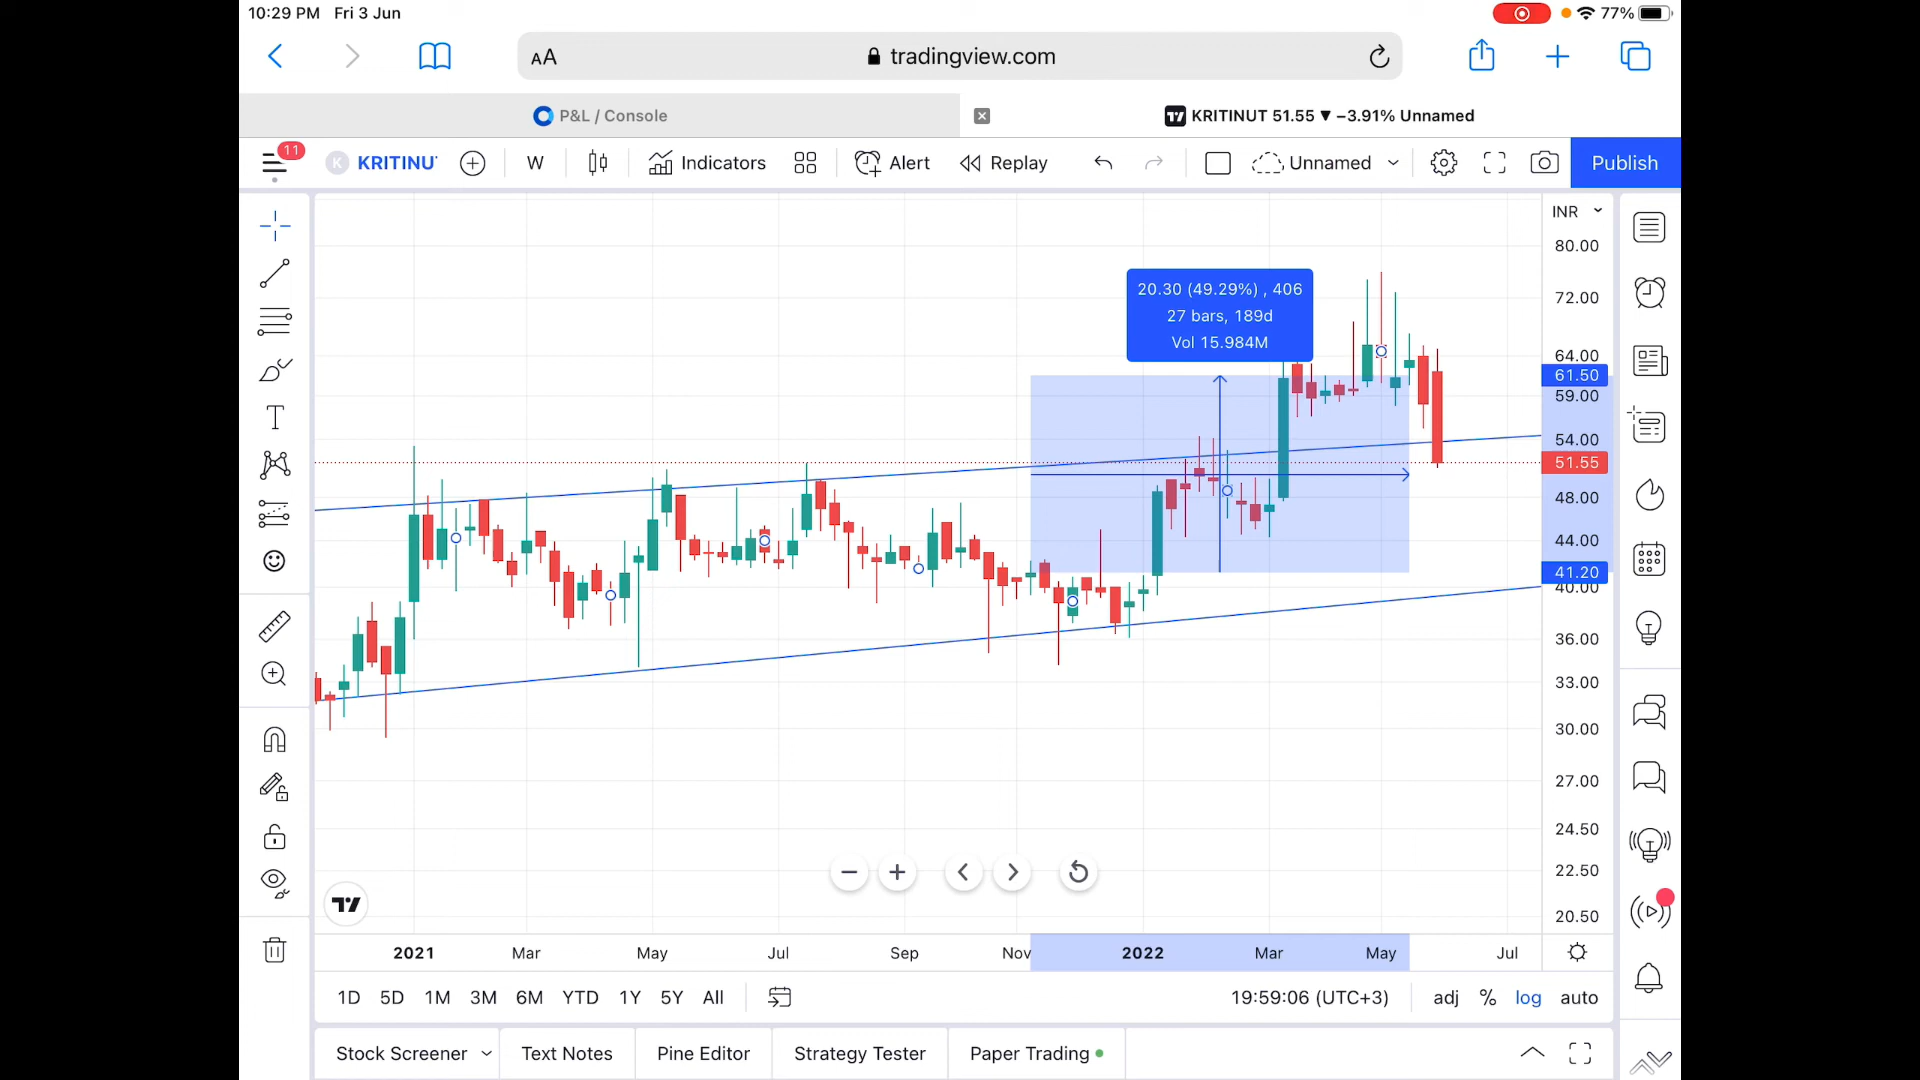 10:29 PM Fri 3 Jun
77%
AA
tradingview.com
P&L / Console
KRITINUT 51.55 ▼ −3.91% Unnamed
11
K KRITINU
W
Indicators
Alert
Replay
Unnamed
Publish
INR
80.00
72.00
64.00
61.50
59.00
54.00
51.55
48.00
44.00
41.20
40.00
36.00
33.00
30.00
27.00
24.50
22.50
20.50
20.30 (49.29%) , 406
27 bars, 189d
Vol 15.984M
2021 Mar May Jul Sep Nov 2022 Mar May Jul
1D 5D 1M 3M 6M YTD 1Y 5Y All
19:59:06 (UTC+3) adj % log auto
Stock Screener Text Notes Pine Editor Strategy Tester Paper Trading